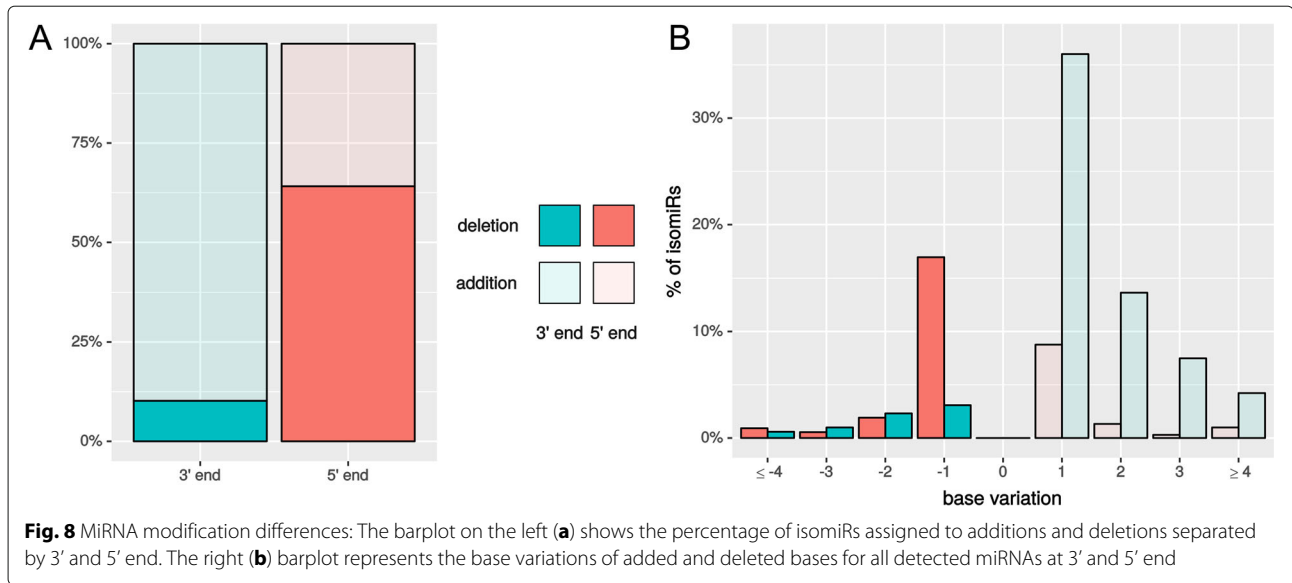 A
100%
75%
50%
25%
0%
3' end 5' end
deletion
addition
3' end 5' end
B
% of isomiRs
30%
20%
10%
0%
≤ -4 -3 -2 -1 0 1 2 3 ≥ 4
base variation
Fig. 8 MiRNA modification differences: The barplot on the left (a) shows the percentage of isomiRs assigned to additions and deletions separated
by 3′ and 5′ end. The right (b) barplot represents the base variations of added and deleted bases for all detected miRNAs at 3′ and 5′ end